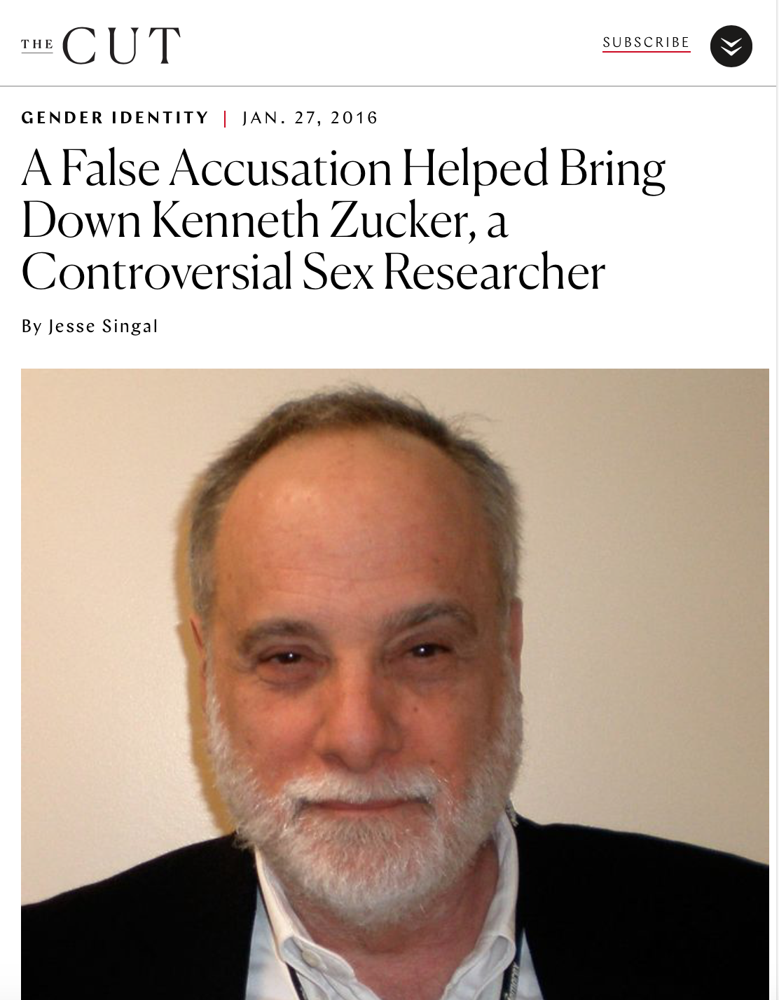 THE CUT
SUBSCRIBE
GENDER IDENTITY | JAN. 27, 2016
A False Accusation Helped Bring
Down Kenneth Zucker, a
Controversial Sex Researcher
By Jesse Singal